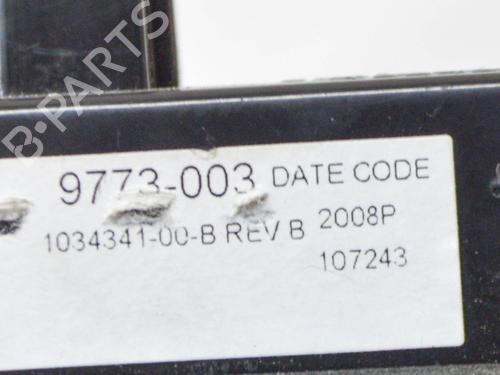 B-PARTS
9773-003 DATE CODE
1034341-00-B REV B 2008P
107243